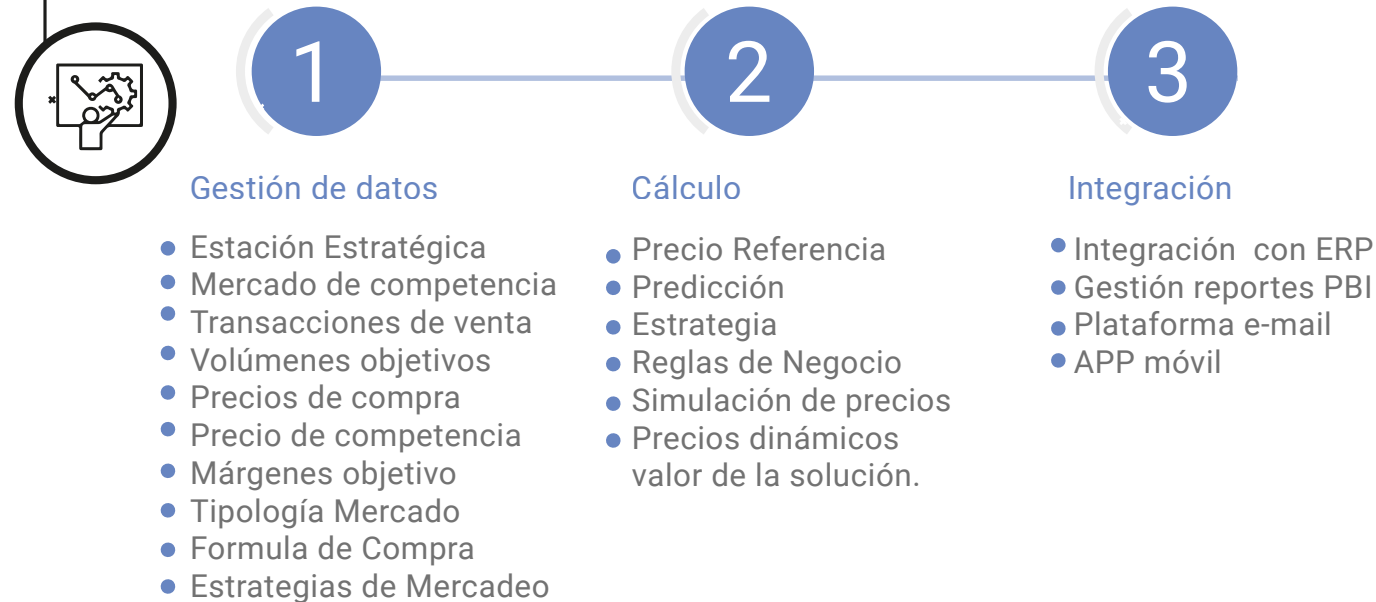 1
Gestión de datos
Estación Estratégica
Mercado de competencia
Transacciones de venta
Volúmenes objetivos
Precios de compra
Precio de competencia
Márgenes objetivo
Tipología Mercado
Formula de Compra
Estrategias de Mercadeo
2
Cálculo
Precio Referencia
Predicción
Estrategia
Reglas de Negocio
Simulación de precios
Precios dinámicos
valor de la solución.
3
Integración
Integración  con ERP
Gestión reportes PBI
Plataforma e-mail
APP móvil